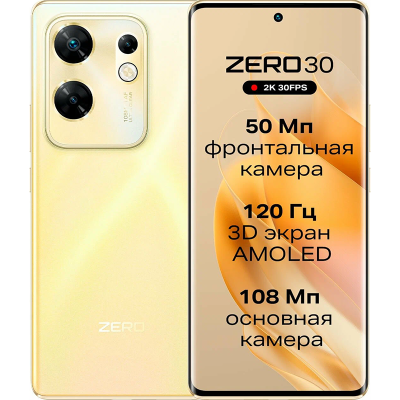 ZERO30
2K 30FPS
50 Мп
фронтальная
камера
120 Гц
3D экран
AMOLED
108 Мп
основная
камера
ZERO